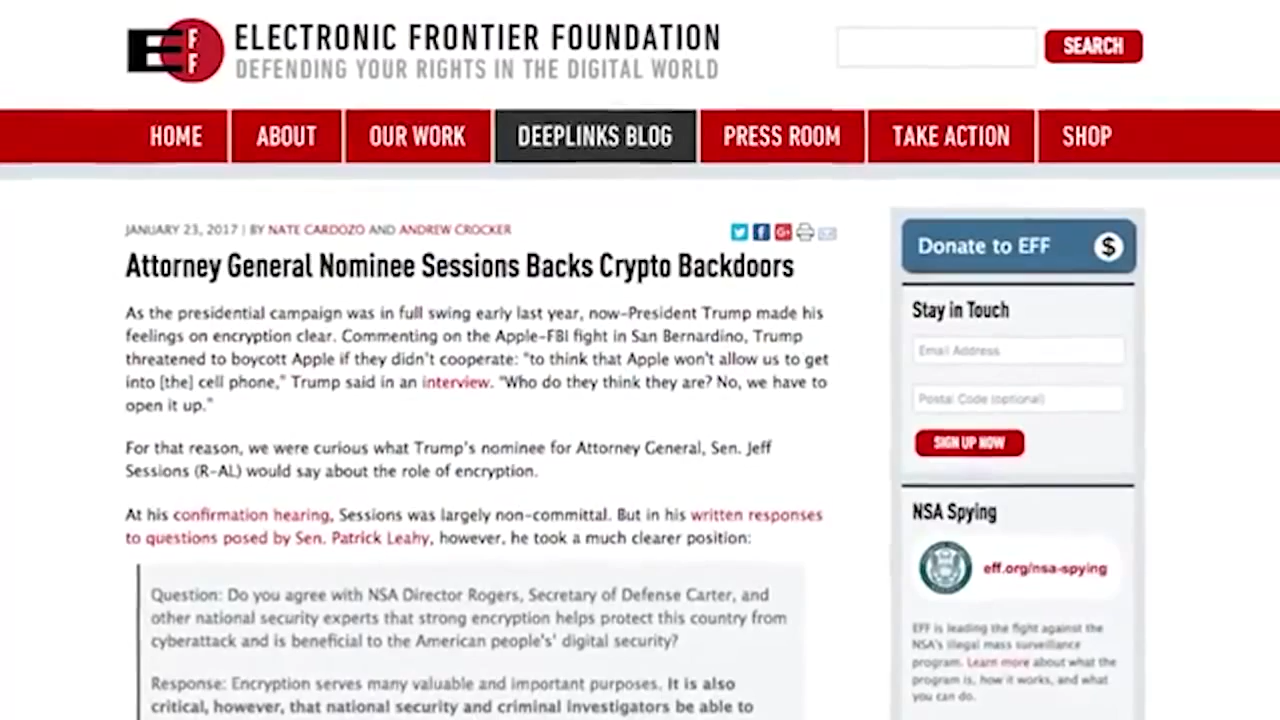 EFF
ELECTRONIC FRONTIER FOUNDATION
DEFENDING YOUR RIGHTS IN THE DIGITAL WORLD
SEARCH
HOME
ABOUT
OUR WORK
DEEPLINKS BLOG
PRESS ROOM
TAKE ACTION
SHOP
JANUARY 23, 2017 | BY NATE CARDOZO AND ANDREW CROCKER
Attorney General Nominee Sessions Backs Crypto Backdoors
As the presidential campaign was in full swing early last year, now-President Trump made his
feelings on encryption clear. Commenting on the Apple-FBI fight in San Bernardino, Trump
threatened to boycott Apple if they didn't cooperate: "to think that Apple won't allow us to get
into [the] cell phone," Trump said in an interview. "Who do they think they are? No, we have to
open it up."
For that reason, we were curious what Trump's nominee for Attorney General, Sen. Jeff
Sessions (R-AL) would say about the role of encryption.
At his confirmation hearing, Sessions was largely non-committal. But in his written responses
to questions posed by Sen. Patrick Leahy, however, he took a much clearer position:
Question: Do you agree with NSA Director Rogers, Secretary of Defense Carter, and
other national security experts that strong encryption helps protect this country from
cyberattack and is beneficial to the American people's' digital security?
Response: Encryption serves many valuable and important purposes. It is also
critical, however, that national security and criminal investigators be able to
Donate to EFF $
Stay in Touch
Email Address
Postal Code (optional)
SIGN UP NOW
NSA Spying
eff.org/nsa-spying
EFF is leading the fight against the
NSA's illegal mass surveillance
program. Learn more about what the
program is, how it works, and what
you can do.